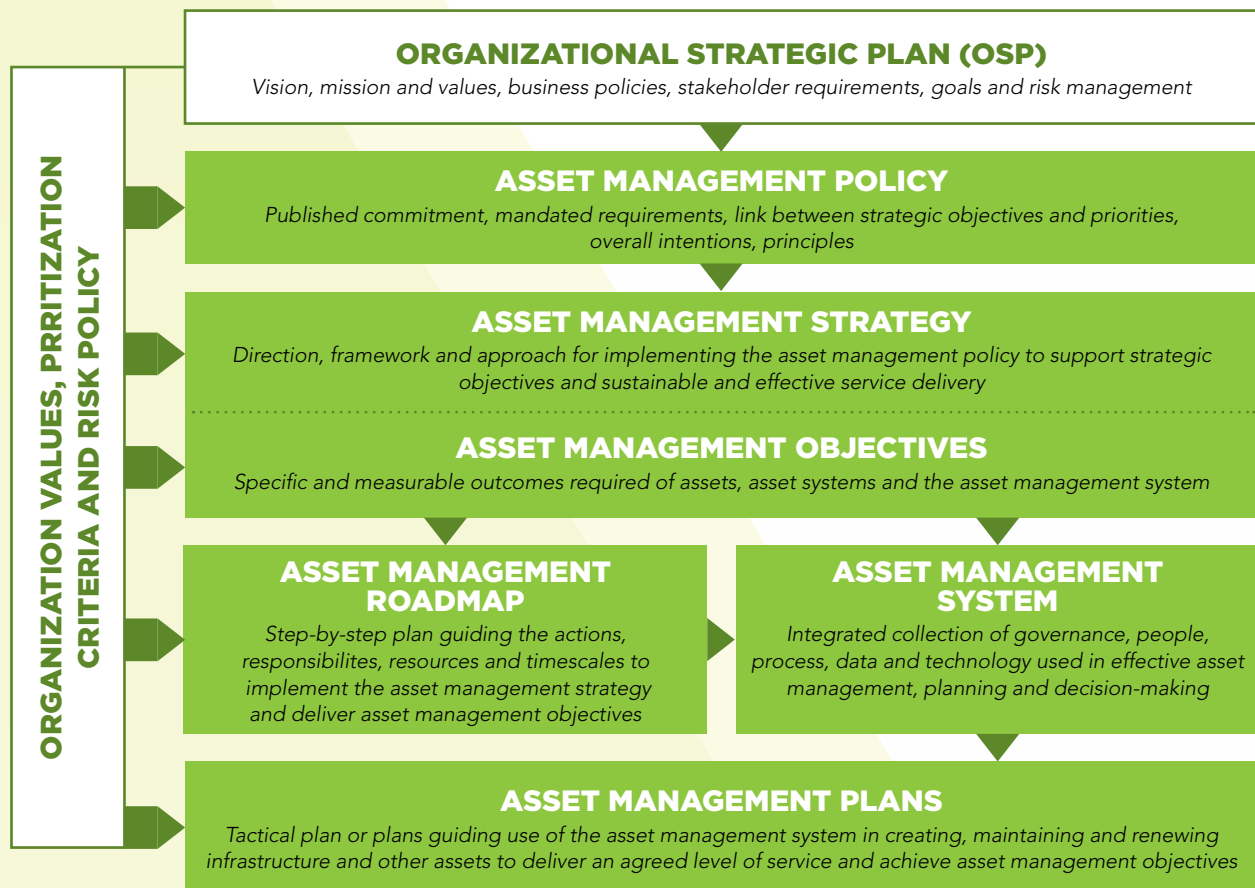 ORGANIZATIONAL STRATEGIC PLAN (OSP)
Vision, mission and values, business policies, stakeholder requirements, goals and risk management
ORGANIZATION VALUES, PRRITIZATION
CRITERIA AND RISK POLICY
ASSET MANAGEMENT POLICY
Published commitment, mandated requirements, link between strategic objectives and priorities,
overall intentions, principles
ASSET MANAGEMENT STRATEGY
Direction, framework and approach for implementing the asset management policy to support strategic
objectives and sustainable and effective service delivery
ASSET MANAGEMENT OBJECTIVES
Specific and measurable outcomes required of assets, asset systems and the asset management system
ASSET MANAGEMENT
ROADMAP
Step-by-step plan guiding the actions,
responsibilites, resources and timescales to
implement the asset management strategy
and deliver asset management objectives
ASSET MANAGEMENT
SYSTEM
Integrated collection of governance, people,
process, data and technology used in effective asset
management, planning and decision-making
ASSET MANAGEMENT PLANS
Tactical plan or plans guiding use of the asset management system in creating, maintaining and renewing
infrastructure and other assets to deliver an agreed level of service and achieve asset management objectives